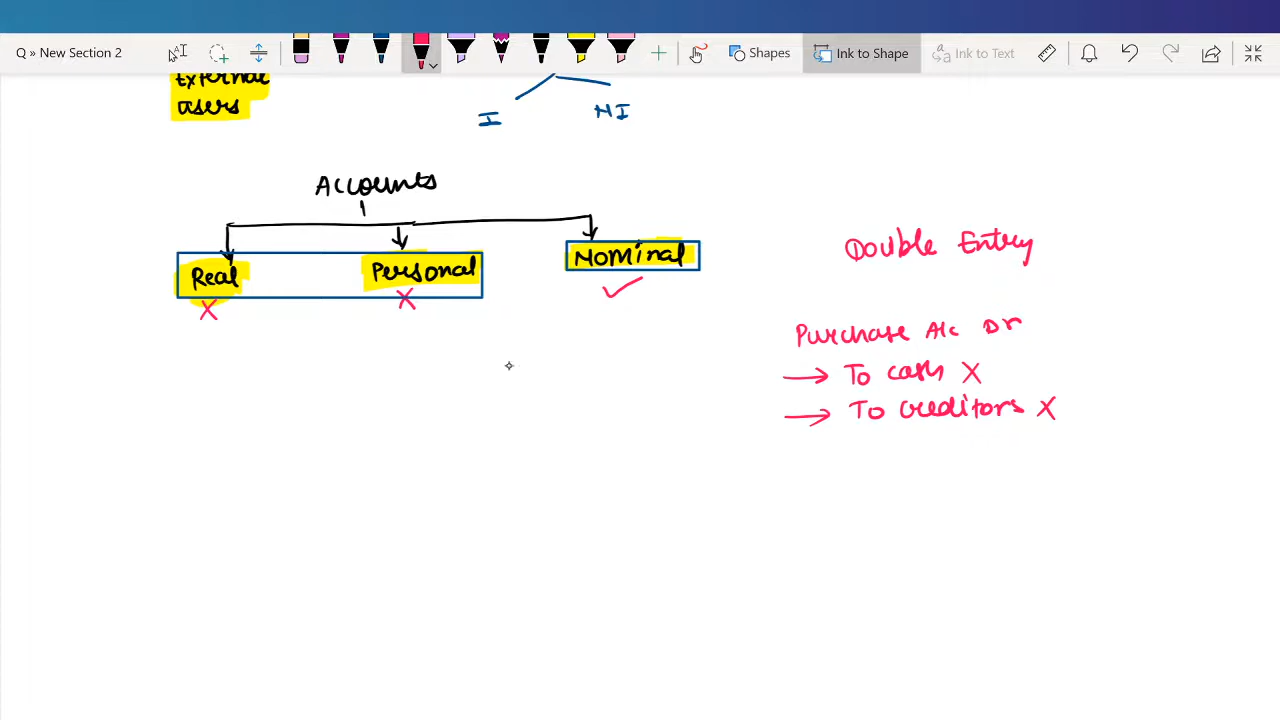 Q » New Section 2
Shapes
Ink to Shape
Ink to Text
External
users
I
NI
Accounts
Real
Personal
Nominal
X
X
✓
Double Entry
Purchase A/c Dr
→ To cash X
→ To creditors X